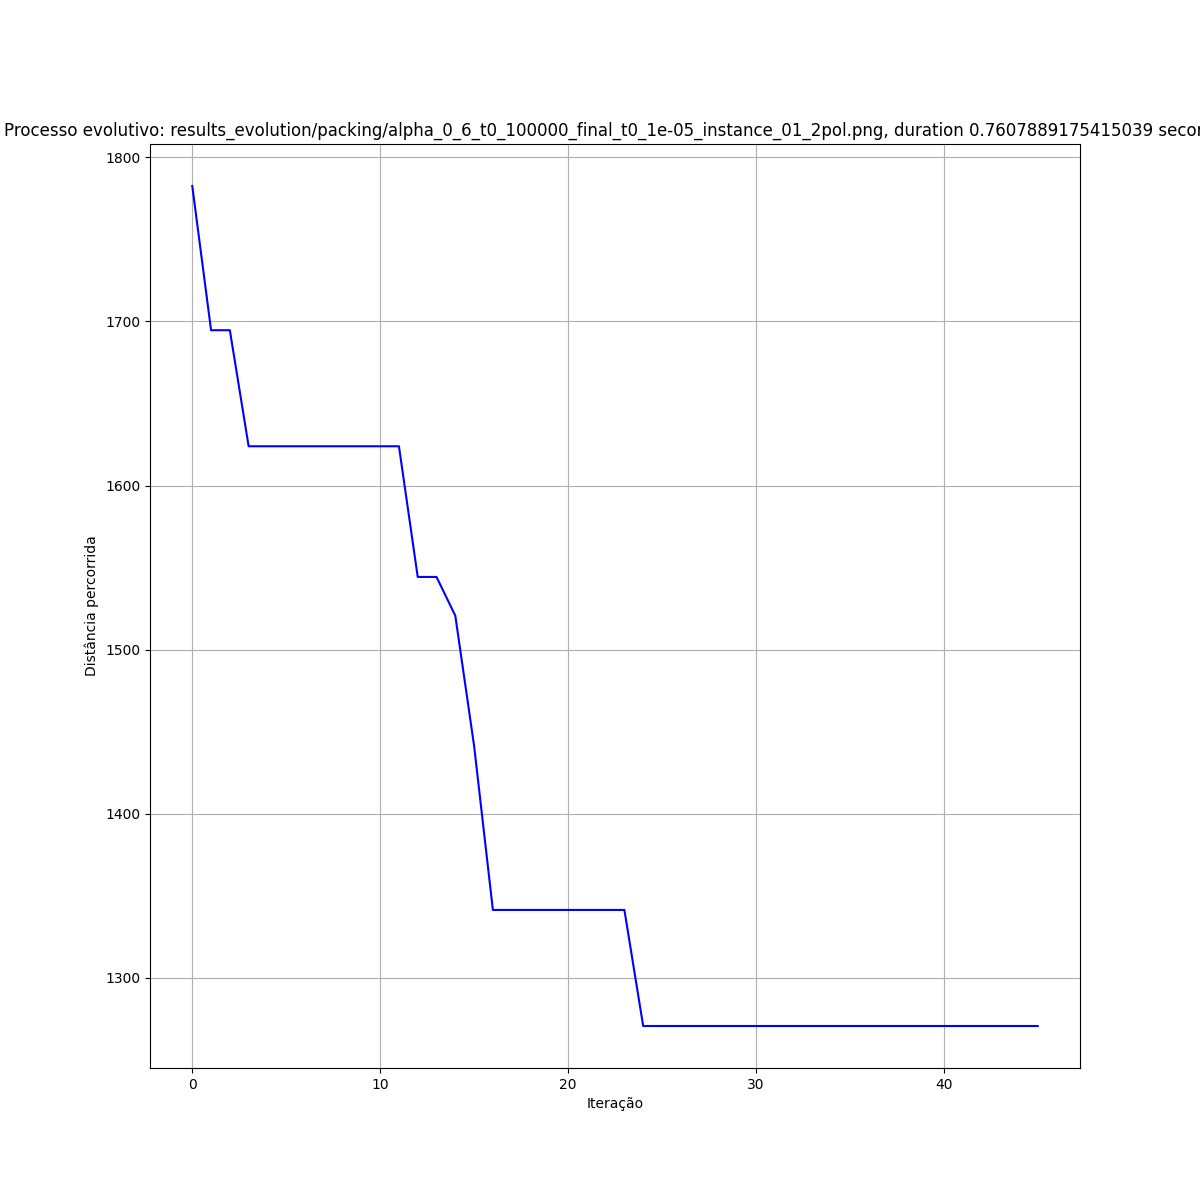 Processo evolutivo: results_evolution/packing/alpha_0_6_t0_100000_final_t0_1e-05_instance_01_2pol.png, duration 0.7607889175415039 secor
1800
1700
1600
1500
1400
1300
Distância percorrida
0 10 20 30 40
Iteração